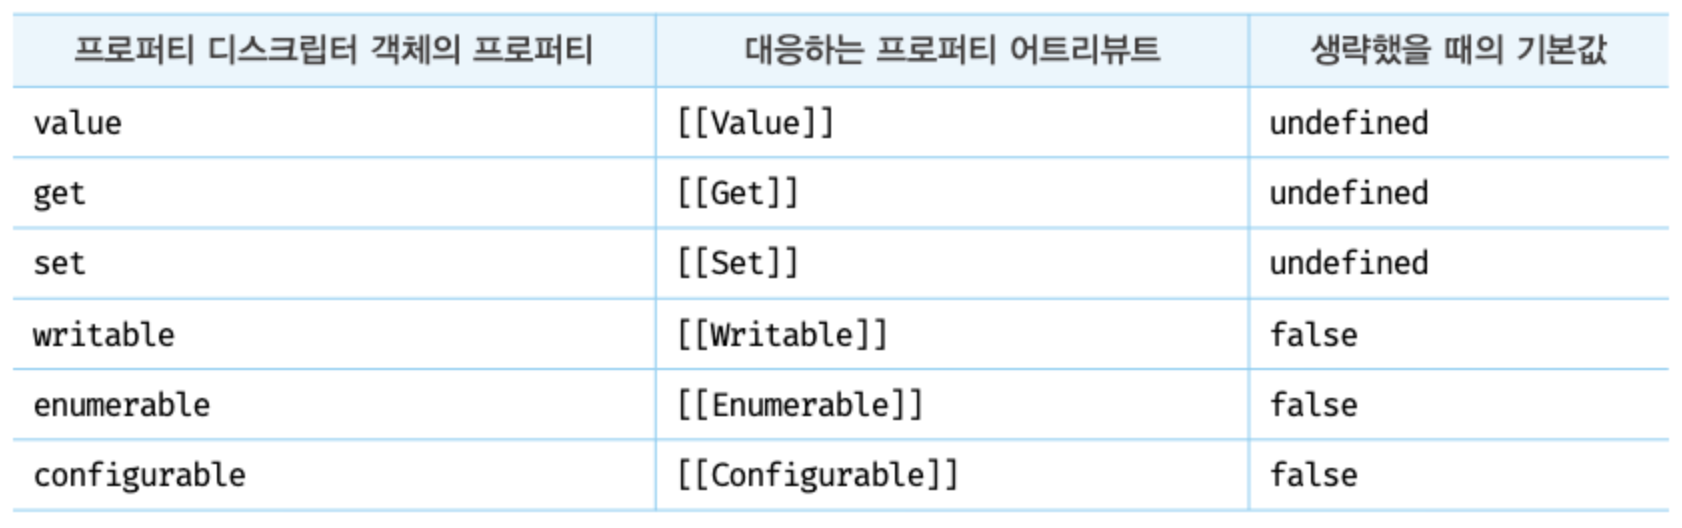 프로퍼티 디스크립터 객체의 프로퍼티 대응하는 프로퍼티 어트리뷰트 생략했을 때의 기본값
value [[Value]] undefined
get [[Get]] undefined
set [[Set]] undefined
writable [[Writable]] false
enumerable [[Enumerable]] false
configurable [[Configurable]] false